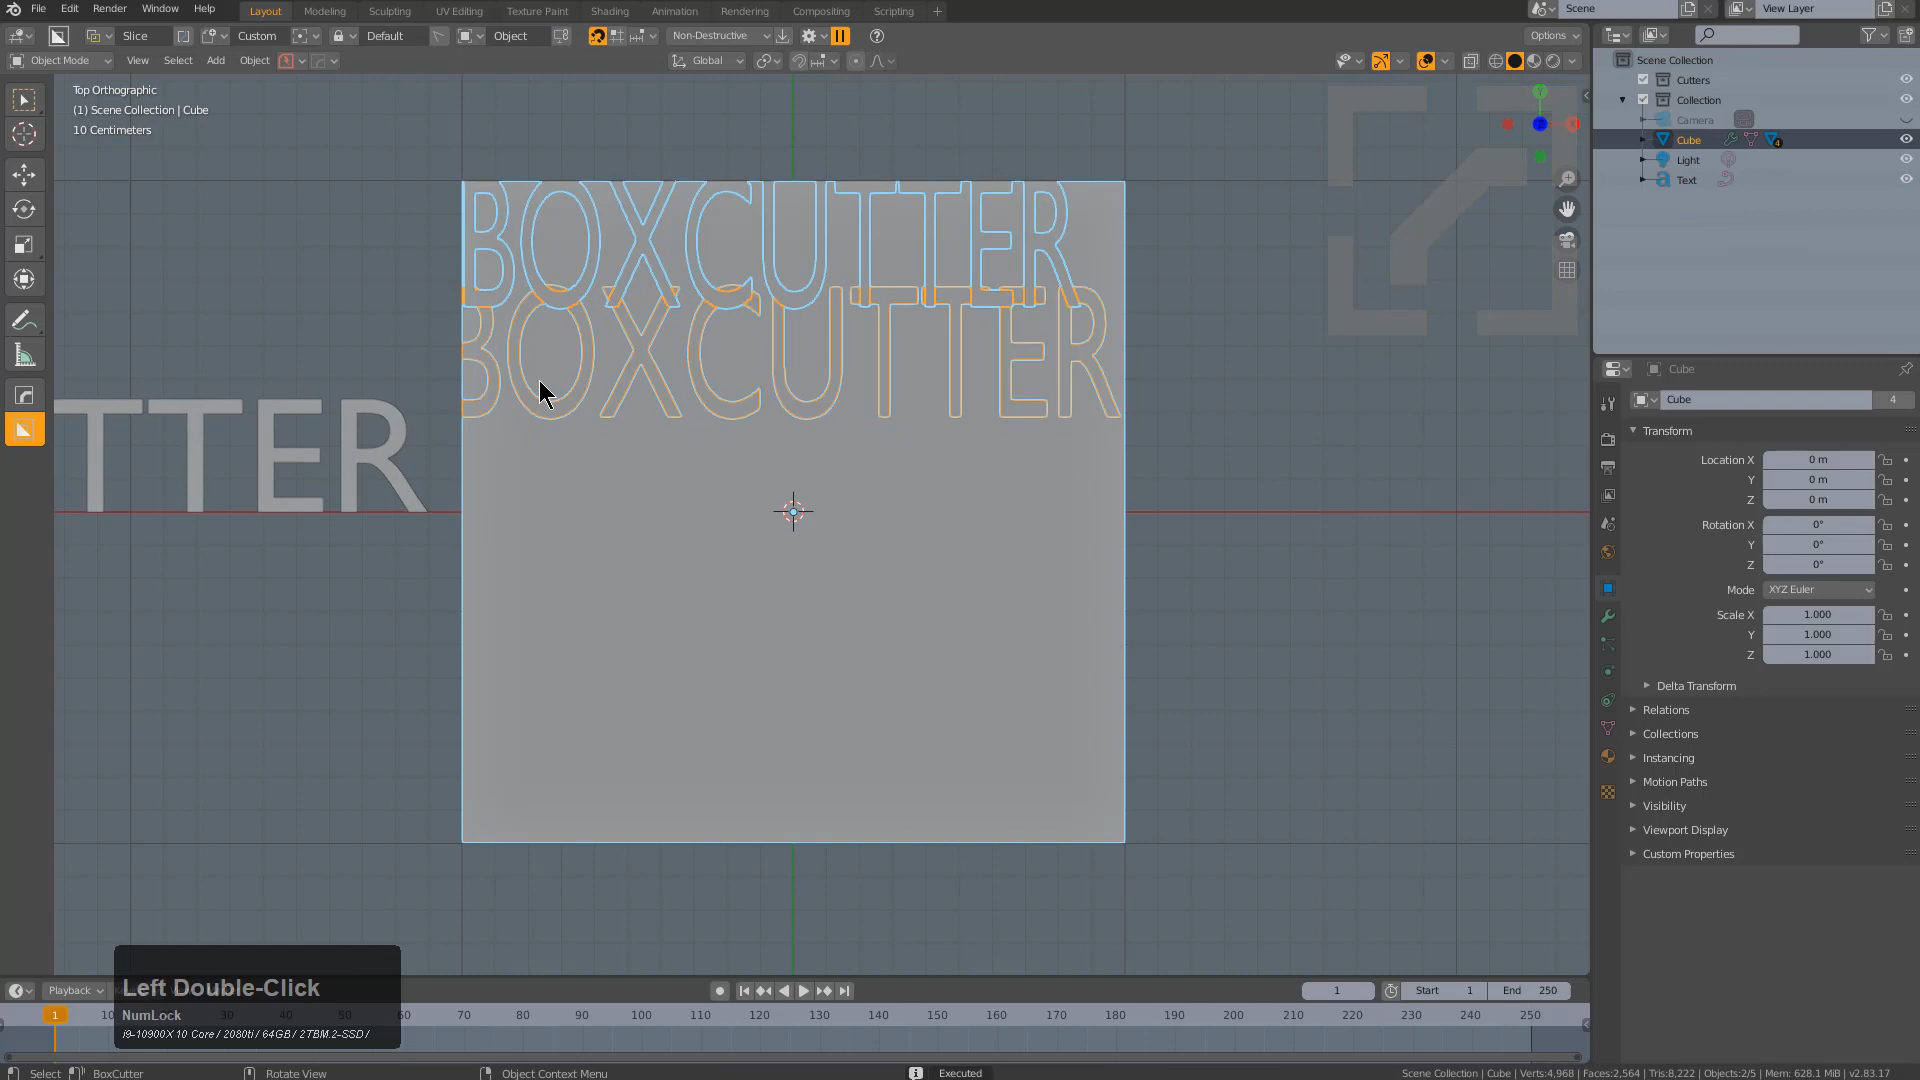 File Edit Render Window Help
Layout Modeling Sculpting UV Editing Texture Paint Shading Animation Rendering Compositing Scripting +
Scene View Layer
Slice Custom Default Object Non-Destructive Options
Object Mode View Select Add Object Global
Top Orthographic
(1) Scene Collection | Cube
10 Centimeters
BOXCUTTER
BOXCUTTER
TTER
Scene Collection
Cutters
Collection
Camera
Cube 4
Light
Text
Cube
Cube 4
Transform
Location X 0 m
Y 0 m
Z 0 m
Rotation X 0°
Y 0°
Z 0°
Mode XYZ Euler
Scale X 1.000
Y 1.000
Z 1.000
Delta Transform
Relations
Collections
Instancing
Motion Paths
Visibility
Viewport Display
Custom Properties
Left Double-Click
NumLock
i9-10900X 10 Core / 2080ti / 64GB / 2TBM.2-SSD /
Playback 1 Start 1 End 250
1 10 60 70 80 90 100 110 120 130 140 150 160 170 180 190 200 210 220 230 240 250
Select BoxCutter Rotate View Object Context Menu Executed Scene Collection | Cube | Verts:4,968 | Faces:2,564 | Tris:8,222 | Objects:2/5 | Mem: 628.1 MiB | v2.83.17